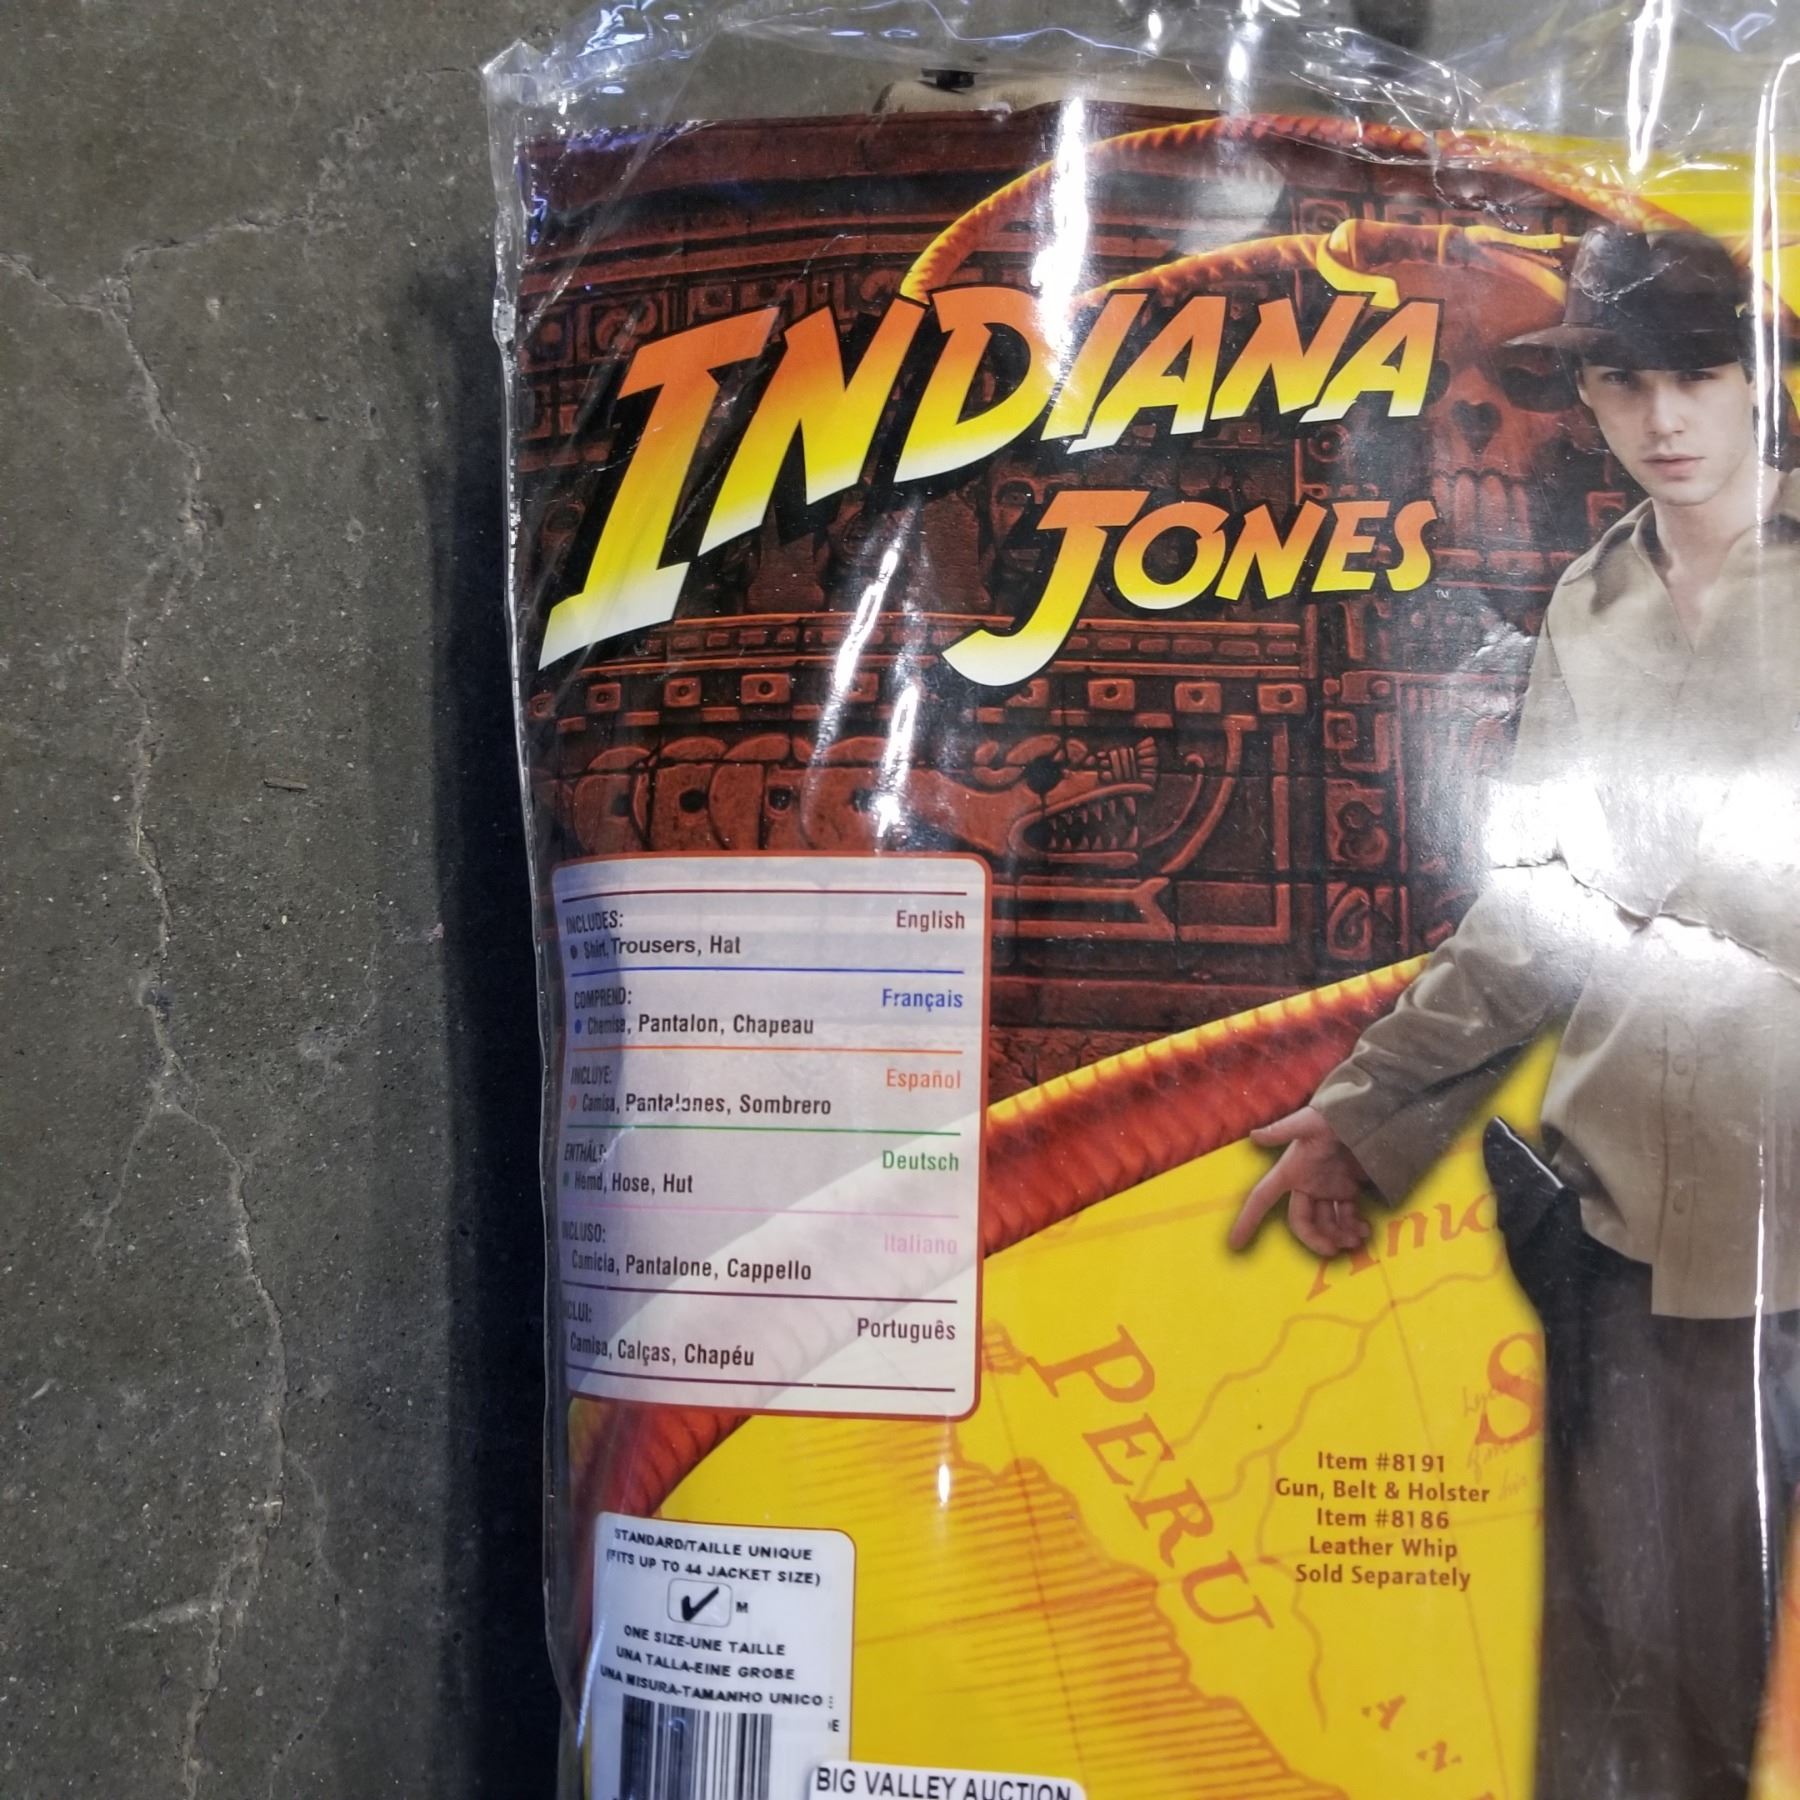 INDIANA
JONES
TM
INCLUDES: English
• Shirt, Trousers, Hat
COMPREND: Français
• Chemise, Pantalon, Chapeau
INCLUYE: Español
• Camisa, Pantalones, Sombrero
ENTHÄLT: Deutsch
• Hemd, Hose, Hut
INCLUSO: Italiano
Camicia, Pantalone, Cappello
CLUI: Português
Camisa, Calças, Chapéu
PERU
Item #8191
Gun, Belt & Holster
Item #8186
Leather Whip
Sold Separately
STANDARD/TAILLE UNIQUE
(FITS UP TO 44 JACKET SIZE)
✓ M
ONE SIZE-UNE TAILLE
UNA TALLA-EINE GROBE
UNA MISURA-TAMANHO UNICO
BIG VALLEY AUCTION